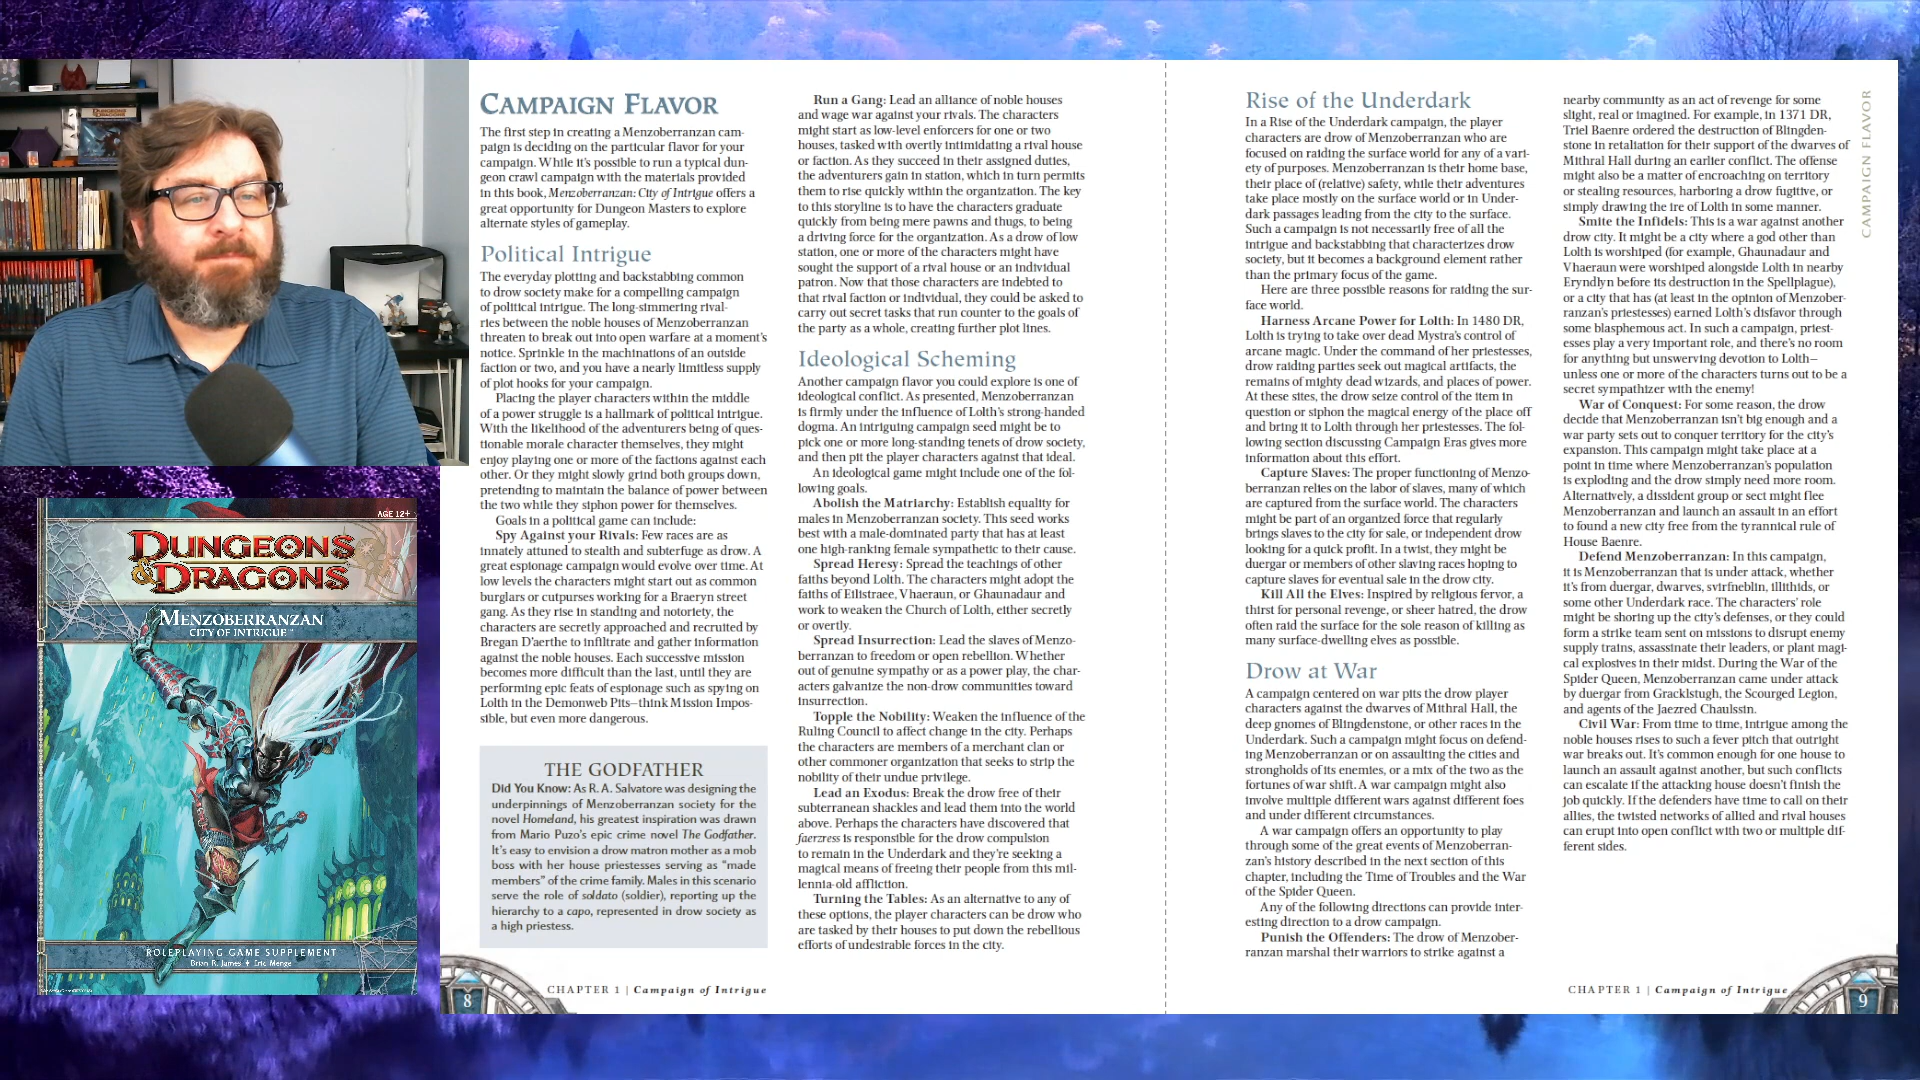 CAMPAIGN FLAVOR
The first step in creating a Menzoberranzan cam-
paign is deciding on the particular flavor for your
campaign. While it's possible to run a typical dun-
geon crawl campaign with the materials provided
in this book, Menzoberranzan: City of Intrigue offers a
great opportunity for Dungeon Masters to explore
alternate styles of gameplay.
Political Intrigue
The everyday plotting and backstabbing common
to drow society make for a compelling campaign
of political intrigue. The long-simmering rival-
ries between the noble houses of Menzoberranzan
threaten to break out into open warfare at a moment's
notice. Sprinkle in the machinations of an outside
faction or two, and you have a nearly limitless supply
of plot hooks for your campaign.
Placing the player characters within the middle
of a power struggle is a hallmark of political intrigue.
With the likelihood of the adventurers being of ques-
tionable morale character themselves, they might
enjoy playing one or more of the factions against each
other. Or they might slowly grind both groups down,
pretending to maintain the balance of power between
the two while they siphon power for themselves.
Goals in a political game can include:
Spy Against your Rivals: Few races are as
innately attuned to stealth and subterfuge as drow. A
great espionage campaign would evolve over time. At
low levels the characters might start out as common
burglars or cutpurses working for a Braeryn street
gang. As they rise in standing and notoriety, the
characters are secretly approached and recruited by
Bregan D'aerthe to infiltrate and gather information
against the noble houses. Each successive mission
becomes more difficult than the last, until they are
performing epic feats of espionage such as spying on
Lolth in the Demonweb Pits—think Mission Impos-
sible, but even more dangerous.
THE GODFATHER
Did You Know: As R. A. Salvatore was designing the
underpinnings of Menzoberranzan society for the
novel Homeland, his greatest inspiration was drawn
from Mario Puzo's epic crime novel The Godfather.
It's easy to envision a drow matron mother as a mob
boss with her house priestesses serving as "made
members" of the crime family. Males in this scenario
serve the role of soldato (soldier), reporting up the
hierarchy to a capo, represented in drow society as
a high priestess.
8
CHAPTER 1 | Campaign of Intrigue
Run a Gang: Lead an alliance of noble houses
and wage war against your rivals. The characters
might start as low-level enforcers for one or two
houses, tasked with overtly intimidating a rival house
or faction. As they succeed in their assigned duties,
the adventurers gain in station, which in turn permits
them to rise quickly within the organization. The key
to this storyline is to have the characters graduate
quickly from being mere pawns and thugs, to being
a driving force for the organization. As a drow of low
station, one or more of the characters might have
sought the support of a rival house or an individual
patron. Now that those characters are indebted to
that rival faction or individual, they could be asked to
carry out secret tasks that run counter to the goals of
the party as a whole, creating further plot lines.
Ideological Scheming
Another campaign flavor you could explore is one of
ideological conflict. As presented, Menzoberranzan
is firmly under the influence of Lolth's strong-handed
dogma. An intriguing campaign seed might be to
pick one or more long-standing tenets of drow society,
and then pit the player characters against that ideal.
An ideological game might include one of the fol-
lowing goals.
Abolish the Matriarchy: Establish equality for
males in Menzoberranzan society. This seed works
best with a male-dominated party that has at least
one high-ranking female sympathetic to their cause.
Spread Heresy: Spread the teachings of other
faiths beyond Lolth. The characters might adopt the
faiths of Eilistraee, Vhaeraun, or Ghaunadaur and
work to weaken the Church of Lolth, either secretly
or overtly.
Spread Insurrection: Lead the slaves of Menzo-
berranzan to freedom or open rebellion. Whether
out of genuine sympathy or as a power play, the char-
acters galvanize the non-drow communities toward
insurrection.
Topple the Nobility: Weaken the influence of the
Ruling Council to affect change in the city. Perhaps
the characters are members of a merchant clan or
other commoner organization that seeks to strip the
nobility of their undue privilege.
Lead an Exodus: Break the drow free of their
subterranean shackles and lead them into the world
above. Perhaps the characters have discovered that
faerzress is responsible for the drow compulsion
to remain in the Underdark and they're seeking a
magical means of freeing their people from this mil-
lennia-old affliction.
Turning the Tables: As an alternative to any of
these options, the player characters can be drow who
are tasked by their houses to put down the rebellious
efforts of undesirable forces in the city.
Rise of the Underdark
In a Rise of the Underdark campaign, the player
characters are drow of Menzoberranzan who are
focused on raiding the surface world for any of a vari-
ety of purposes. Menzoberranzan is their home base,
their place of (relative) safety, while their adventures
take place mostly on the surface world or in Under-
dark passages leading from the city to the surface.
Such a campaign is not necessarily free of all the
intrigue and backstabbing that characterizes drow
society, but it becomes a background element rather
than the primary focus of the game.
Here are three possible reasons for raiding the sur-
face world.
Harness Arcane Power for Lolth: In 1480 DR,
Lolth is trying to take over dead Mystra's control of
arcane magic. Under the command of her priestesses,
drow raiding parties seek out magical artifacts, the
remains of mighty dead wizards, and places of power.
At these sites, the drow seize control of the item in
question or siphon the magical energy of the place off
and bring it to Lolth through her priestesses. The fol-
lowing section discussing Campaign Eras gives more
information about this effort.
Capture Slaves: The proper functioning of Menzo-
berranzan relies on the labor of slaves, many of which
are captured from the surface world. The characters
might be part of an organized force that regularly
brings slaves to the city for sale, or independent drow
looking for a quick profit. In a twist, they might be
duergar or members of other slaving races hoping to
capture slaves for eventual sale in the drow city.
Kill All the Elves: Inspired by religious fervor, a
thirst for personal revenge, or sheer hatred, the drow
often raid the surface for the sole reason of killing as
many surface-dwelling elves as possible.
Drow at War
A campaign centered on war pits the drow player
characters against the dwarves of Mithral Hall, the
deep gnomes of Blingdenstone, or other races in the
Underdark. Such a campaign might focus on defend-
ing Menzoberranzan or on assaulting the cities and
strongholds of its enemies, or a mix of the two as the
fortunes of war shift. A war campaign might also
involve multiple different wars against different foes
and under different circumstances.
A war campaign offers an opportunity to play
through some of the great events of Menzoberran-
zan's history described in the next section of this
chapter, including the Time of Troubles and the War
of the Spider Queen.
Any of the following directions can provide inter-
esting direction to a drow campaign.
Punish the Offenders: The drow of Menzober-
ranzan marshal their warriors to strike against a
nearby community as an act of revenge for some
slight, real or imagined. For example, in 1371 DR,
Triel Baenre ordered the destruction of Blingden-
stone in retaliation for their support of the dwarves of
Mithral Hall during an earlier conflict. The offense
might also be a matter of encroaching on territory
or stealing resources, harboring a drow fugitive, or
simply drawing the ire of Lolth in some manner.
Smite the Infidels: This is a war against another
drow city. It might be a city where a god other than
Lolth is worshiped (for example, Ghaunadaur and
Vhaeraun were worshiped alongside Lolth in nearby
Eryndlyn before its destruction in the Spellplague),
or a city that has (at least in the opinion of Menzober-
ranzan's priestesses) earned Lolth's disfavor through
some blasphemous act. In such a campaign, priest-
esses play a very important role, and there's no room
for anything but unswerving devotion to Lolth—
unless one or more of the characters turns out to be a
secret sympathizer with the enemy!
War of Conquest: For some reason, the drow
decide that Menzoberranzan isn't big enough and a
war party sets out to conquer territory for the city's
expansion. This campaign might take place at a
point in time where Menzoberranzan's population
is exploding and the drow simply need more room.
Alternatively, a dissident group or sect might flee
Menzoberranzan and launch an assault in an effort
to found a new city free from the tyrannical rule of
House Baenre.
Defend Menzoberranzan: In this campaign,
it is Menzoberranzan that is under attack, whether
it's from duergar, dwarves, svirfneblin, illithids, or
some other Underdark race. The characters' role
might be shoring up the city's defenses, or they could
form a strike team sent on missions to disrupt enemy
supply trains, assassinate their leaders, or plant magi-
cal explosives in their midst. During the War of the
Spider Queen, Menzoberranzan came under attack
by duergar from Gracklstugh, the Scourged Legion,
and agents of the Jaezred Chaulssin.
Civil War: From time to time, intrigue among the
noble houses rises to such a fever pitch that outright
war breaks out. It's common enough for one house to
launch an assault against another, but such conflicts
can escalate if the attacking house doesn't finish the
job quickly. If the defenders have time to call on their
allies, the twisted networks of allied and rival houses
can erupt into open conflict with two or multiple dif-
ferent sides.
CAMPAIGN FLAVOR
CHAPTER 1 | Campaign of Intrigue
9
AGE 12+
DUNGEONS
& DRAGONS
MENZOBERRANZAN
CITY OF INTRIGUE™
ROLEPLAYING GAME SUPPLEMENT
Brian R. James ✦ Eric Menge